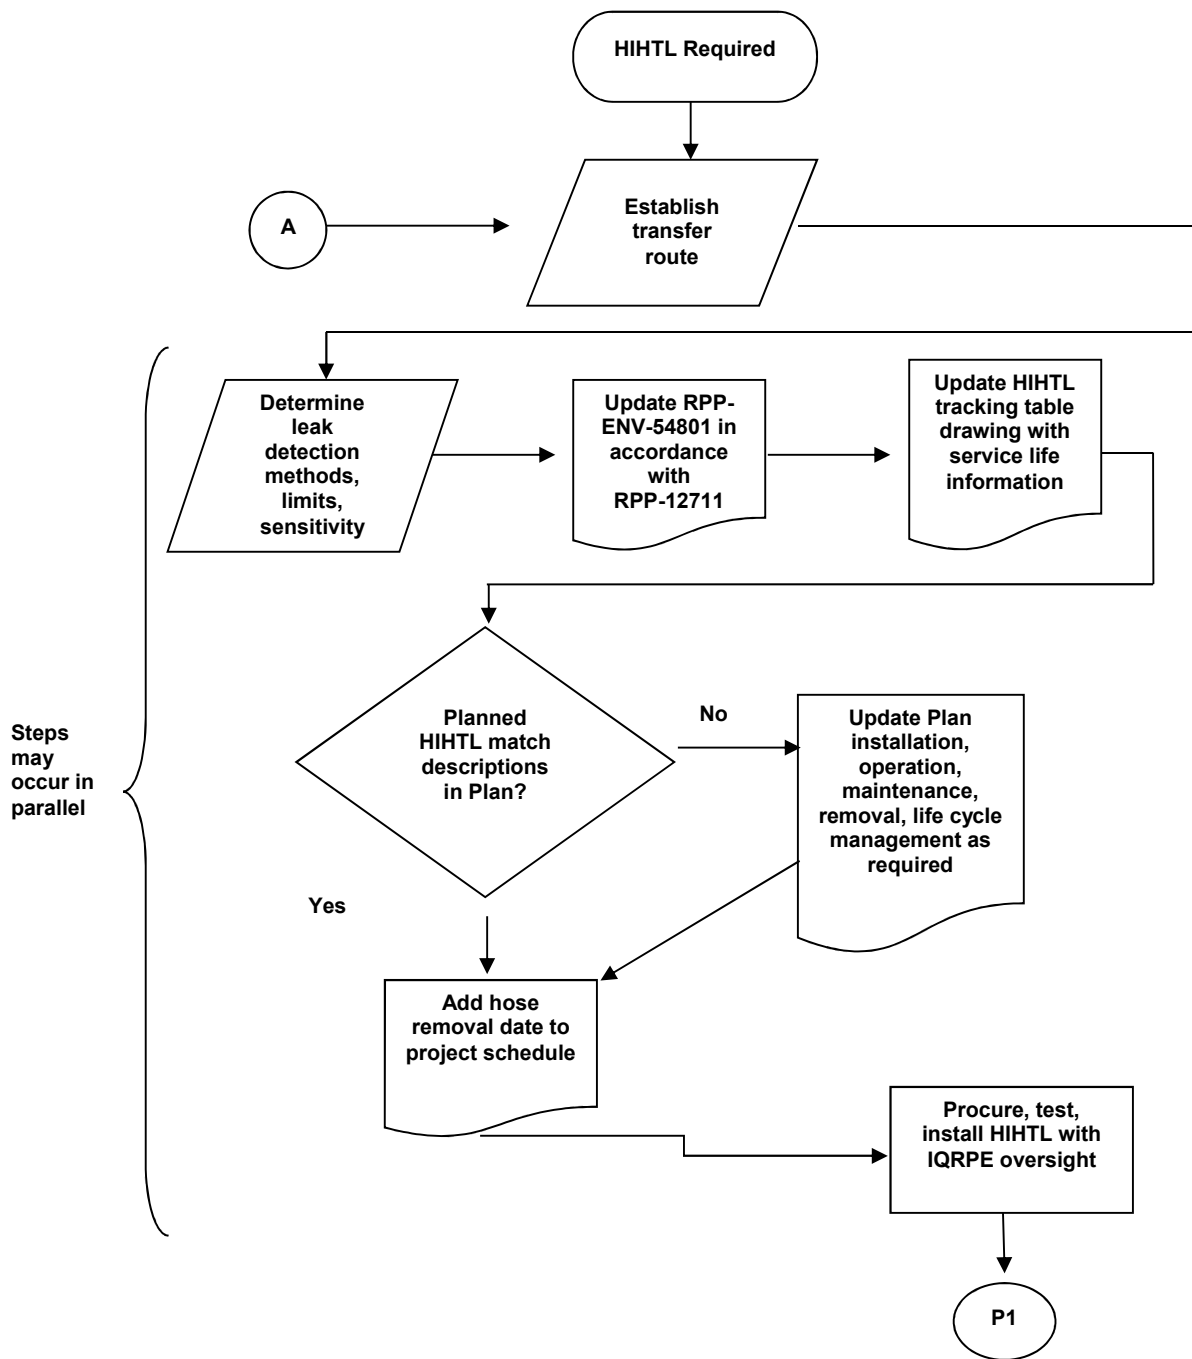 HIHTL Required
A
Establish
transfer
route
Determine
leak
detection
methods,
limits,
sensitivity
Update RPP-
ENV-54801 in
accordance
with
RPP-12711
Update HIHTL
tracking table
drawing with
service life
information
Steps
may
occur in
parallel
Planned
HIHTL match
descriptions
in Plan?
No
Update Plan
installation,
operation,
maintenance,
removal, life cycle
management as
required
Yes
Add hose
removal date to
project schedule
Procure, test,
install HIHTL with
IQRPE oversight
P1